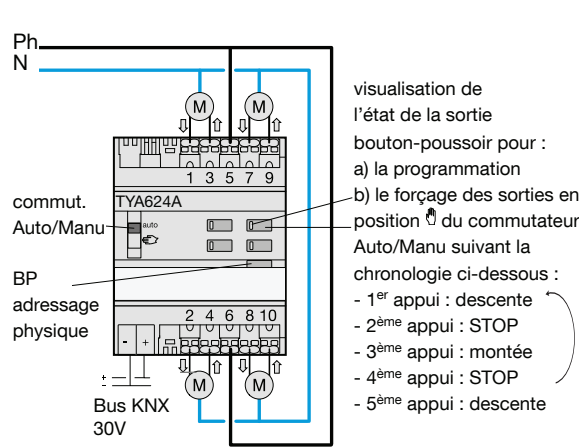 Ph
N
M M
1 3 5 7 9
TYA624A
commut.
Auto/Manu
auto
BP
adressage
physique
2 4 6 8 10
- +
+
-
M M
Bus KNX
30V
visualisation de
l'état de la sortie
bouton-poussoir pour :
a) la programmation
b) le forçage des sorties en
position du commutateur
Auto/Manu suivant la
chronologie ci-dessous :
- 1er appui : descente
- 2ème appui : STOP
- 3ème appui : montée
- 4ème appui : STOP
- 5ème appui : descente